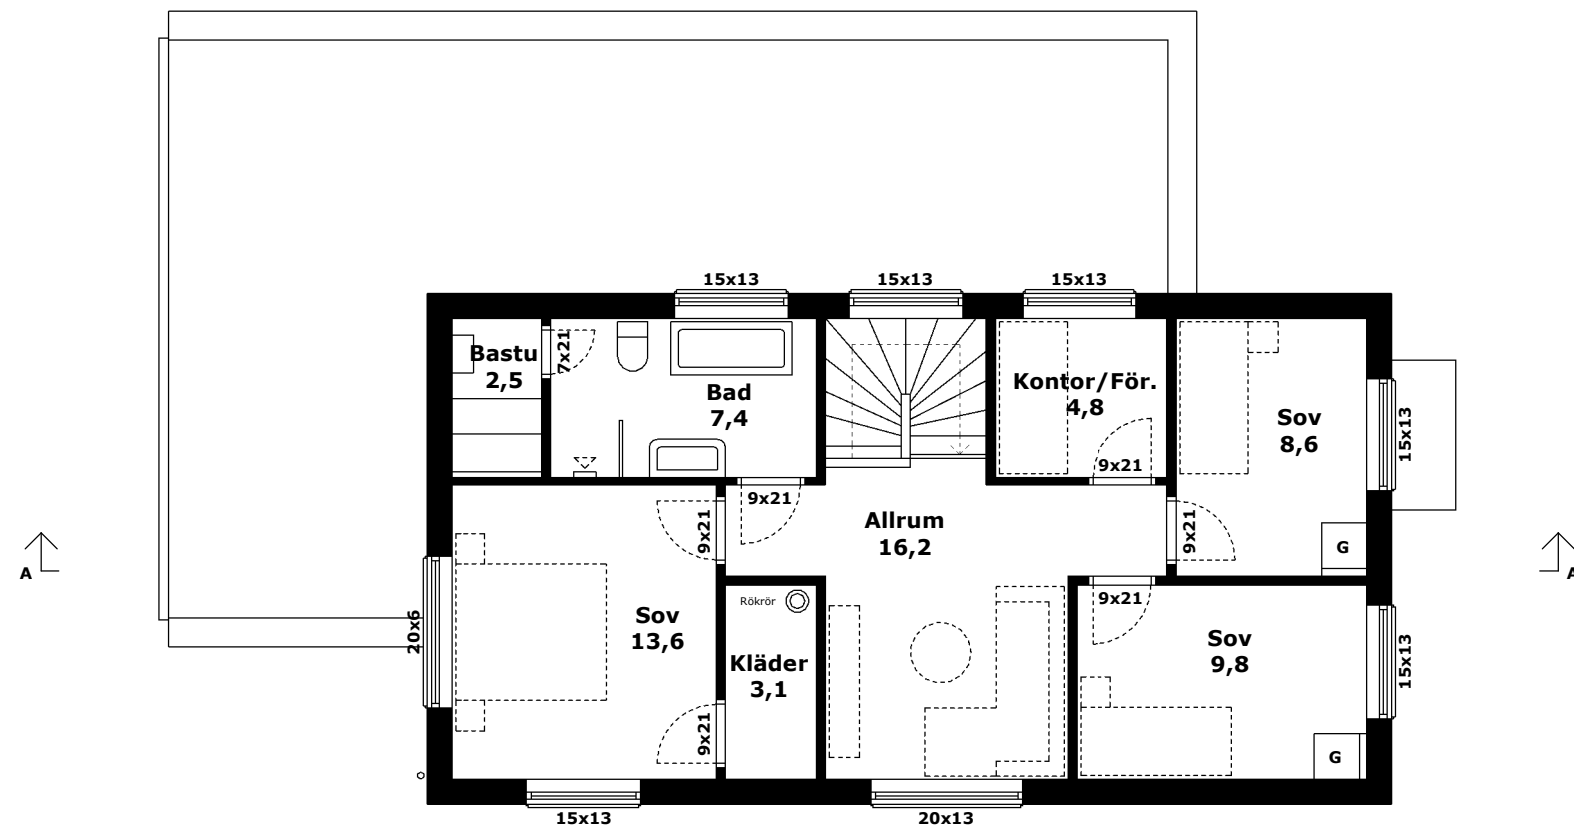 15x13
15x13
15x13
Bastu
2,5
7x21
Bad
7,4
Kontor/För.
4,8
Sov
8,6
15x13
9x21
9x21
Allrum
16,2
9x21
9x21
G
A
A
9x21
20x6
Sov
13,6
Rökrör
Kläder
3,1
Sov
9,8
15x13
9x21
G
15x13
20x13